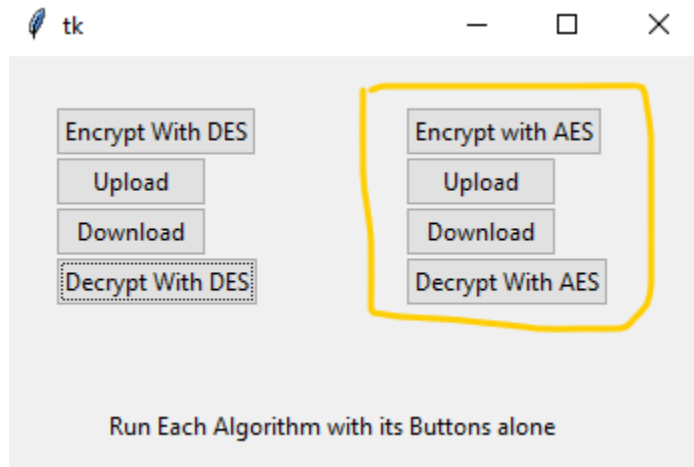 tk
Encrypt With DES
Upload
Download
Decrypt With DES
Encrypt with AES
Upload
Download
Decrypt With AES
Run Each Algorithm with its Buttons alone